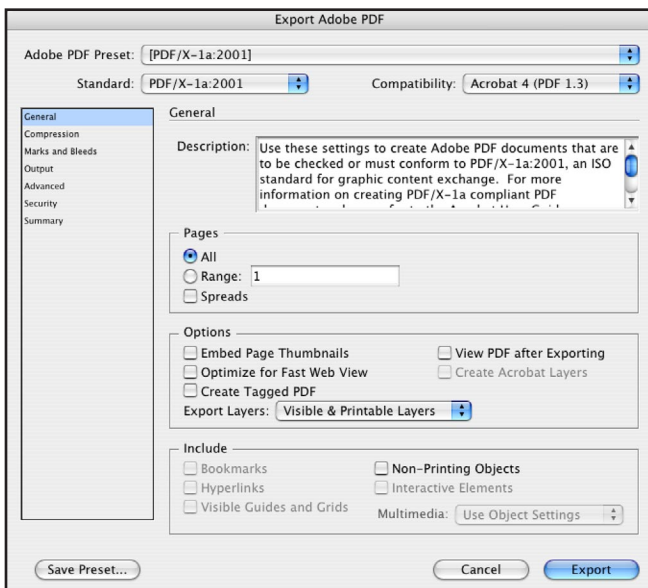 Export Adobe PDF
Adobe PDF Preset: [PDF/X-1a:2001]
Standard: PDF/X-1a:2001 Compatibility: Acrobat 4 (PDF 1.3)
General
Compression
Marks and Bleeds
Output
Advanced
Security
Summary
General
Description: Use these settings to create Adobe PDF documents that are
to be checked or must conform to PDF/X-1a:2001, an ISO
standard for graphic content exchange. For more
information on creating PDF/X-1a compliant PDF
Pages
All
Range: 1
Spreads
Options
Embed Page Thumbnails View PDF after Exporting
Optimize for Fast Web View Create Acrobat Layers
Create Tagged PDF
Export Layers: Visible & Printable Layers
Include
Bookmarks Non-Printing Objects
Hyperlinks Interactive Elements
Visible Guides and Grids Multimedia: Use Object Settings
Save Preset... Cancel Export